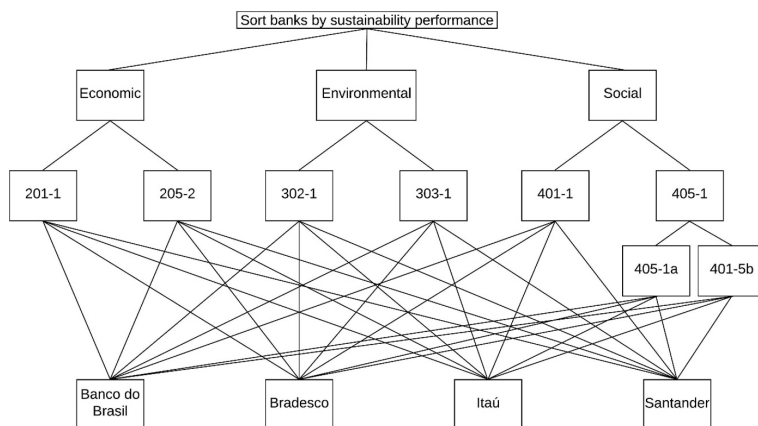 Sort banks by sustainability performance
Economic
Environmental
Social
201-1
205-2
302-1
303-1
401-1
405-1
405-1a
401-5b
Banco do
Brasil
Bradesco
Itaú
Santander